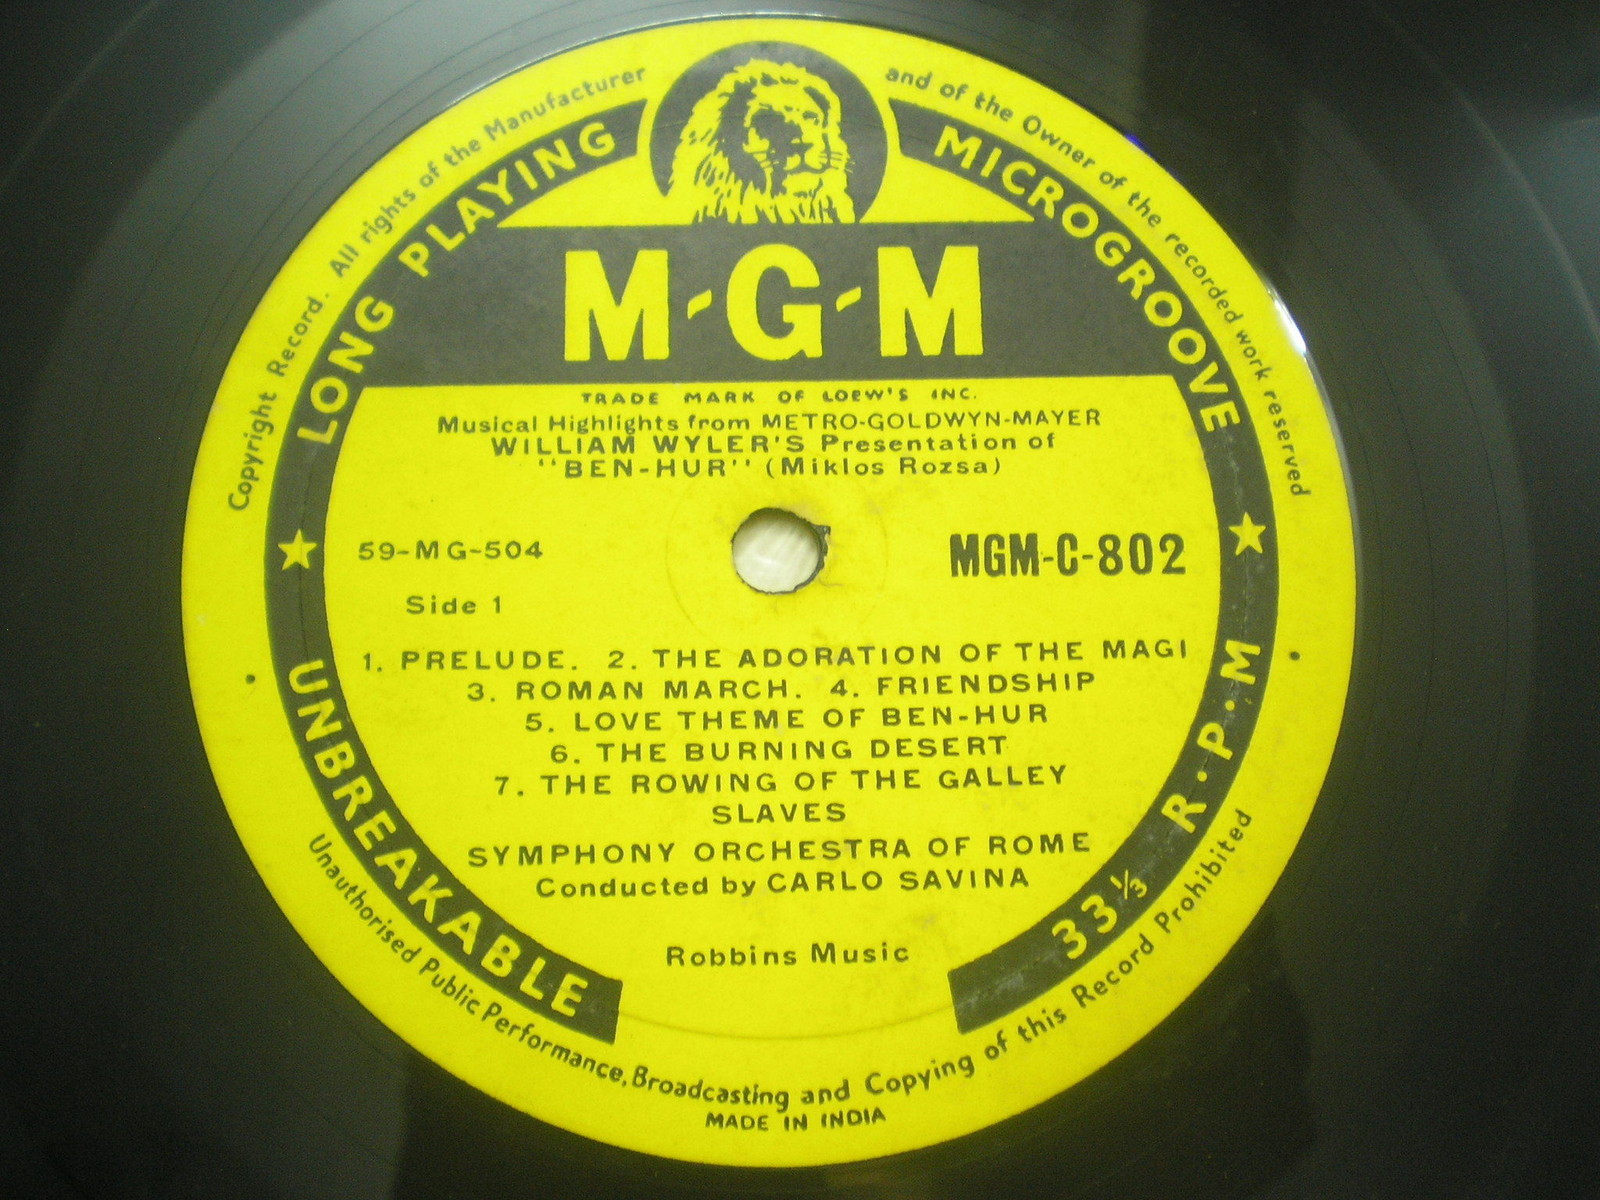 Copyright Record. All rights of the Manufacturer and of the Owner of the recorded work reserved
LONG PLAYING MICROGROOVE
M-G-M
TRADE MARK OF LOEW'S INC.
Musical Highlights from METRO-GOLDWYN-MAYER
WILLIAM WYLER'S Presentation of
"BEN-HUR" (Miklos Rozsa)
59-MG-504
MGM-C-802
Side 1
1. PRELUDE. 2. THE ADORATION OF THE MAGI
3. ROMAN MARCH. 4. FRIENDSHIP
5. LOVE THEME OF BEN-HUR
6. THE BURNING DESERT
7. THE ROWING OF THE GALLEY
SLAVES
SYMPHONY ORCHESTRA OF ROME
Conducted by CARLO SAVINA
Robbins Music
UNBREAKABLE
33⅓ R·P·M
Unauthorised Public Performance, Broadcasting and Copying of this Record Prohibited
MADE IN INDIA